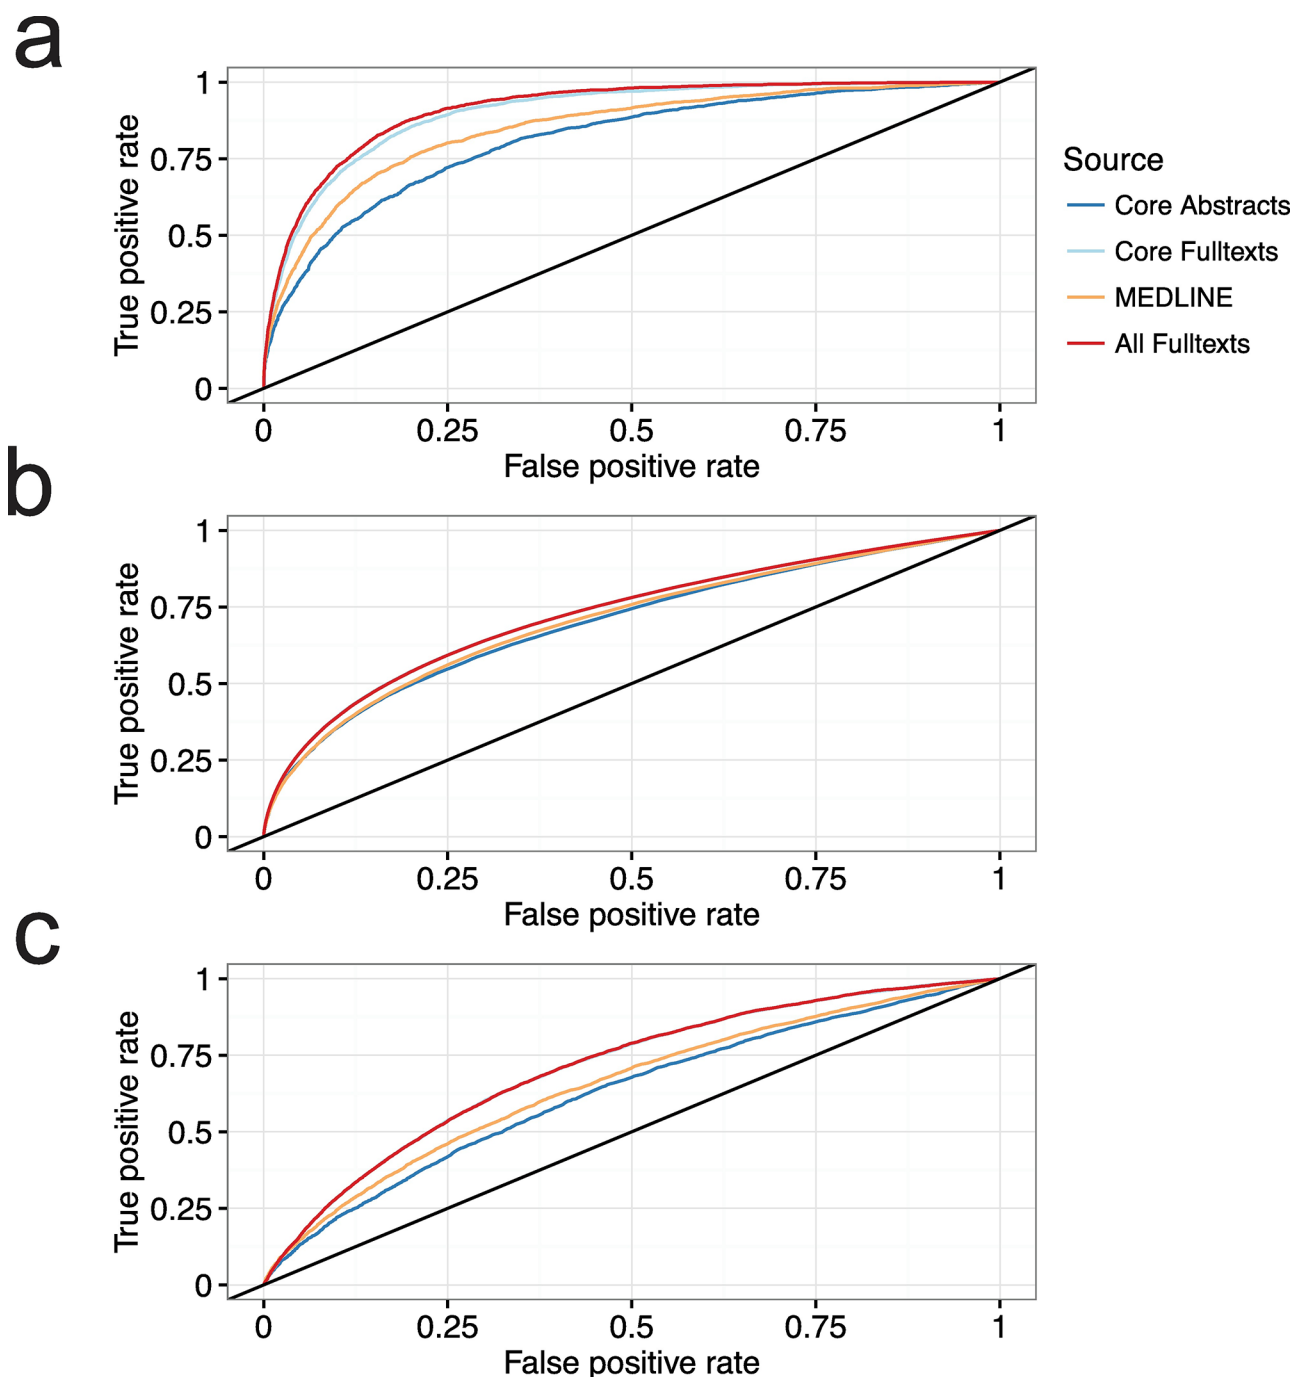 a
1
0.75
0.5
0.25
0
True positive rate
0 0.25 0.5 0.75 1
False positive rate
Source
Core Abstracts
Core Fulltexts
MEDLINE
All Fulltexts
b
1
0.75
0.5
0.25
0
True positive rate
0 0.25 0.5 0.75 1
False positive rate
c
1
0.75
0.5
0.25
0
True positive rate
0 0.25 0.5 0.75 1
False positive rate